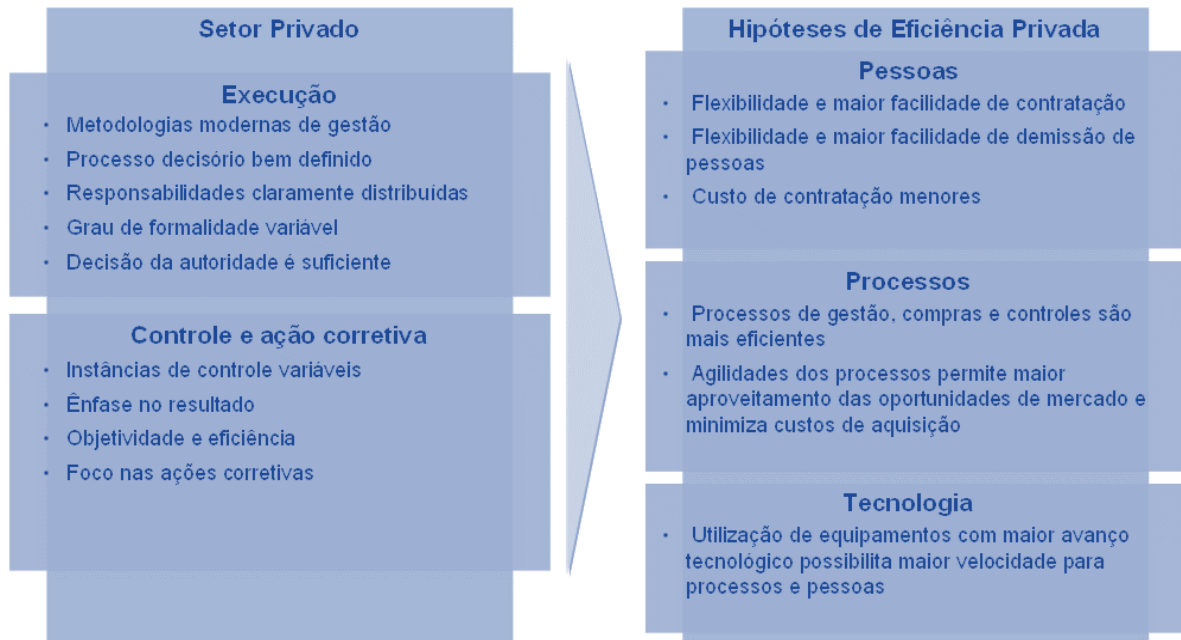 Setor Privado
Execução
• Metodologias modernas de gestão
• Processo decisório bem definido
• Responsabilidades claramente distribuídas
• Grau de formalidade variável
• Decisão da autoridade é suficiente
Controle e ação corretiva
• Instâncias de controle variáveis
• Ênfase no resultado
• Objetividade e eficiência
• Foco nas ações corretivas
Hipóteses de Eficiência Privada
Pessoas
• Flexibilidade e maior facilidade de contratação
• Flexibilidade e maior facilidade de demissão de
pessoas
• Custo de contratação menores
Processos
• Processos de gestão, compras e controles são
mais eficientes
• Agilidades dos processos permite maior
aproveitamento das oportunidades de mercado e
minimiza custos de aquisição
Tecnologia
• Utilização de equipamentos com maior avanço
tecnológico possibilita maior velocidade para
processos e pessoas